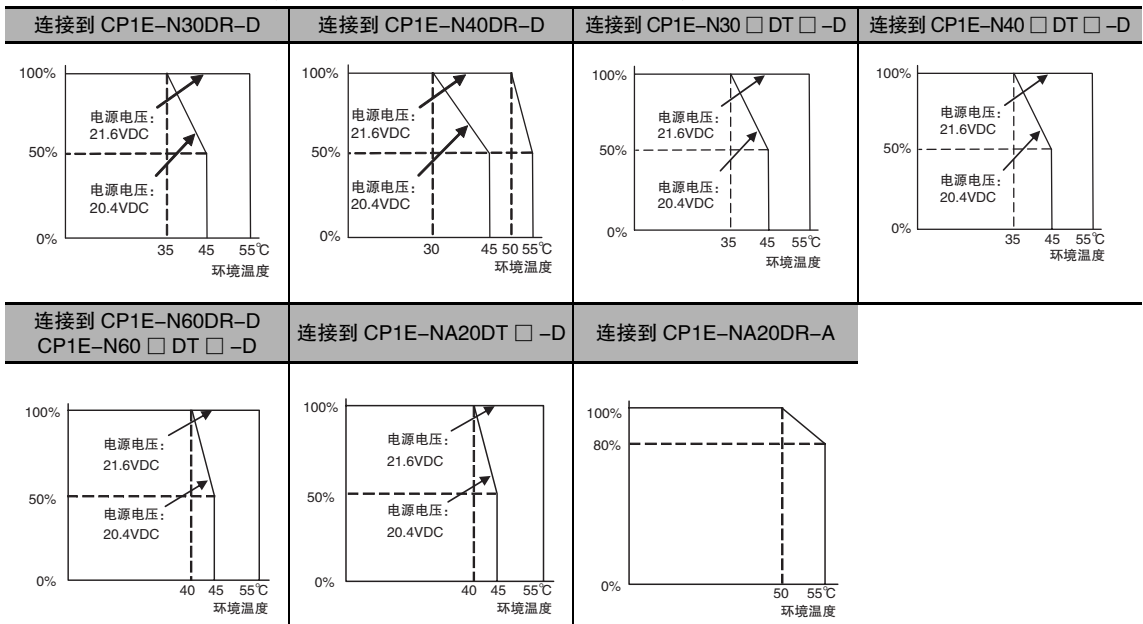 连接到 CP1E-N30DR-D
连接到 CP1E-N40DR-D
连接到 CP1E-N30 □ DT □ -D
连接到 CP1E-N40 □ DT □ -D
100%
电源电压：
21.6VDC
50%
电源电压：
20.4VDC
0%
35 45 55℃
环境温度
100%
电源电压：
21.6VDC
50%
电源电压：
20.4VDC
0%
30 45 50 55℃
环境温度
100%
电源电压：
21.6VDC
50%
电源电压：
20.4VDC
0%
35 45 55℃
环境温度
100%
电源电压：
21.6VDC
50%
电源电压：
20.4VDC
0%
35 45 55℃
环境温度
连接到 CP1E-N60DR-D
CP1E-N60 □ DT □ -D
连接到 CP1E-NA20DT □ -D
连接到 CP1E-NA20DR-A
100%
电源电压：
21.6VDC
50%
电源电压：
20.4VDC
0%
40 45 55℃
环境温度
100%
电源电压：
21.6VDC
50%
电源电压：
20.4VDC
0%
40 45 55℃
环境温度
100%
80%
0%
50 55℃
环境温度